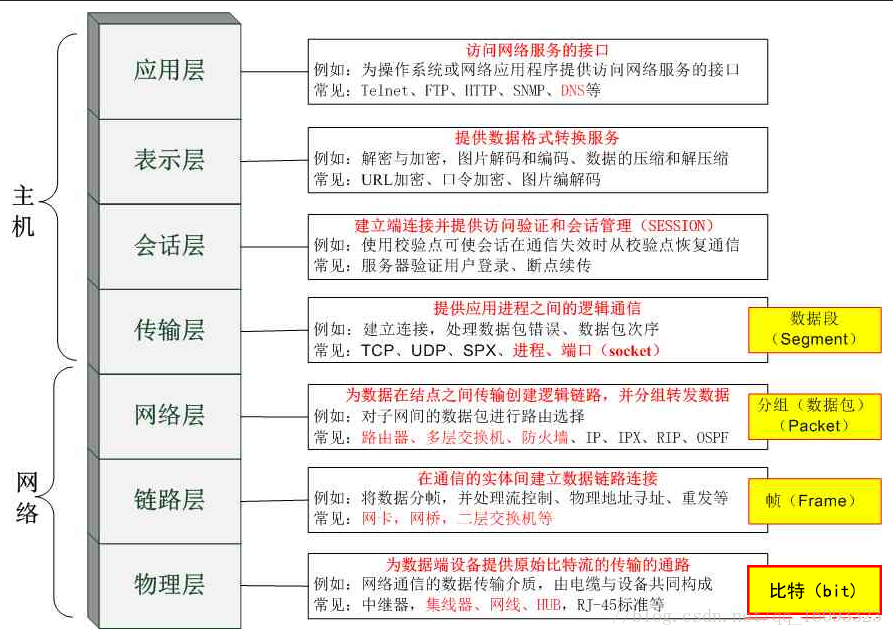 应用层
访问网络服务的接口
例如：为操作系统或网络应用程序提供访问网络服务的接口
常见：Telnet、FTP、HTTP、SNMP、DNS等
表示层
提供数据格式转换服务
例如：解密与加密，图片解码和编码、数据的压缩和解压缩
常见：URL加密、口令加密、图片编解码
主机
会话层
建立端连接并提供访问验证和会话管理（SESSION）
例如：使用校验点可使会话在通信失效时从校验点恢复通信
常见：服务器验证用户登录、断点续传
传输层
提供应用进程之间的逻辑通信
例如：建立连接，处理数据包错误、数据包次序
常见：TCP、UDP、SPX、进程、端口（socket）
数据段
（Segment）
网络层
为数据在结点之间传输创建逻辑链路，并分组转发数据
例如：对子网间的数据包进行路由选择
常见：路由器、多层交换机、防火墙、IP、IPX、RIP、OSPF
分组（数据包）
（Packet）
网络
链路层
在通信的实体间建立数据链路连接
例如：将数据分帧，并处理流控制、物理地址寻址、重发等
常见：网卡，网桥，二层交换机等
帧（Frame）
物理层
为数据端设备提供原始比特流的传输的通路
例如：网络通信的数据传输介质，由电缆与设备共同构成
常见：中继器，集线器、网线、HUB，RJ-45标准等
比特（bit）